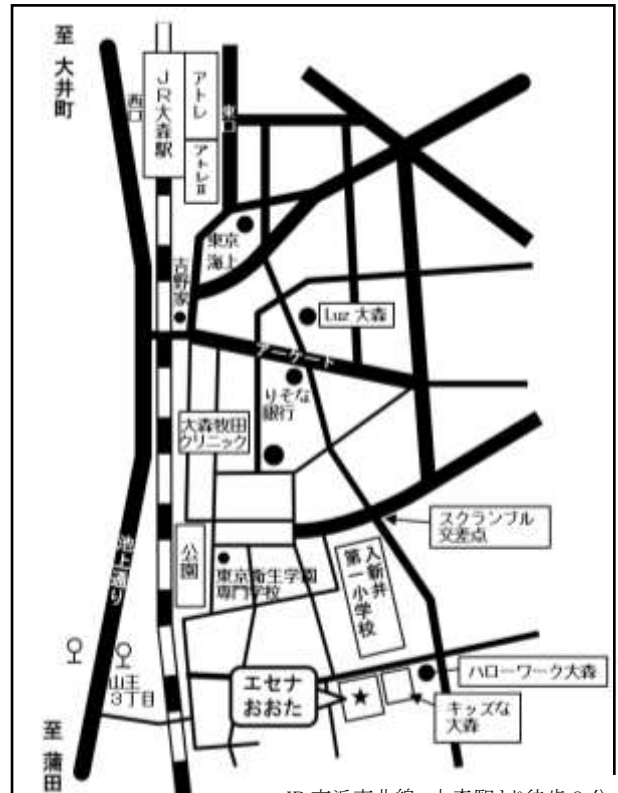 至 大井町
西口
JR大森駅
アトレ
アトレⅡ
東口
東京
海上
吉野家
Luz 大森
アーケード
りそな
銀行
大森牧田
クリニック
スクランブル
交差点
池上通り
公園
東京衛生学園
専門学校
入新井
第一小学校
山王
3丁目
エセナ
おおた
ハローワーク大森
キッズな
大森
至 蒲田